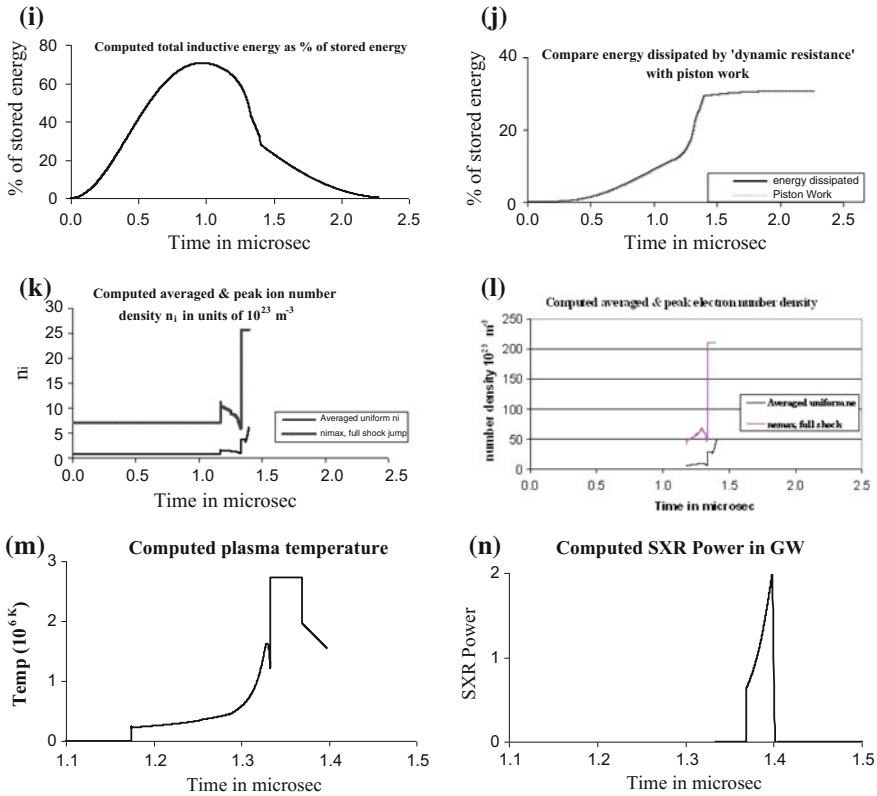 (i)
Computed total inductive energy as % of stored energy
% of stored energy
80
60
40
20
0
0.0 0.5 1.0 1.5 2.0 2.5
Time in microsec
(j)
Compare energy dissipated by 'dynamic resistance'
with piston work
% of stored energy
40
20
0
energy dissipated
Piston Work
0.0 0.5 1.0 1.5 2.0 2.5
Time in microsec
(k)
Computed averaged & peak ion number
density nᵢ in units of 10²³ m⁻³
ni
30
25
20
15
10
5
0
Averaged uniform ni
nimax, full shock jump
0.0 0.5 1.0 1.5 2.0 2.5
Time in microsec
(l)
Computed averaged & peak electron number density
number density 10²³ m⁻³
250
200
150
100
50
0
Averaged uniform ne
nemax, full shock
0.0 0.5 1.0 1.5 2.0 2.5
Time in microsec
(m)
Computed plasma temperature
Temp (10⁶ ᴷ)
3
2
1
0
1.1 1.2 1.3 1.4 1.5
Time in microsec
(n)
Computed SXR Power in GW
SXR Power
2
1
0
1.1 1.2 1.3 1.4 1.5
Time in microsec